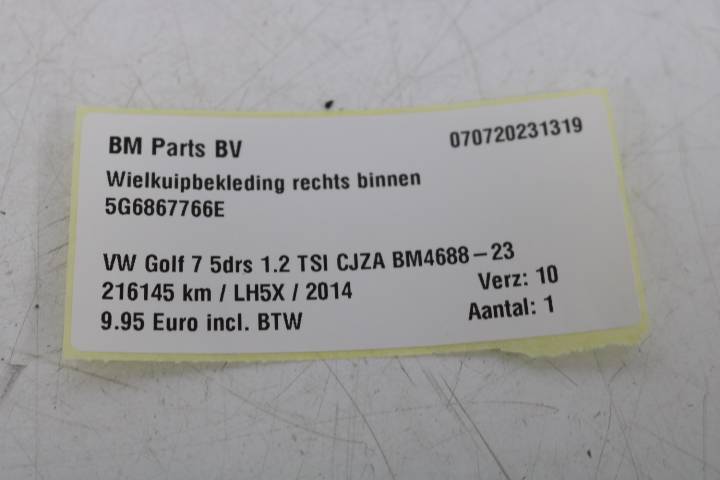 BM Parts BV 070720231319
Wielkuipbekleding rechts binnen
5G6867766E
VW Golf 7 5drs 1.2 TSI CJZA BM4688-23
216145 km / LH5X / 2014 Verz: 10
9.95 Euro incl. BTW Aantal: 1